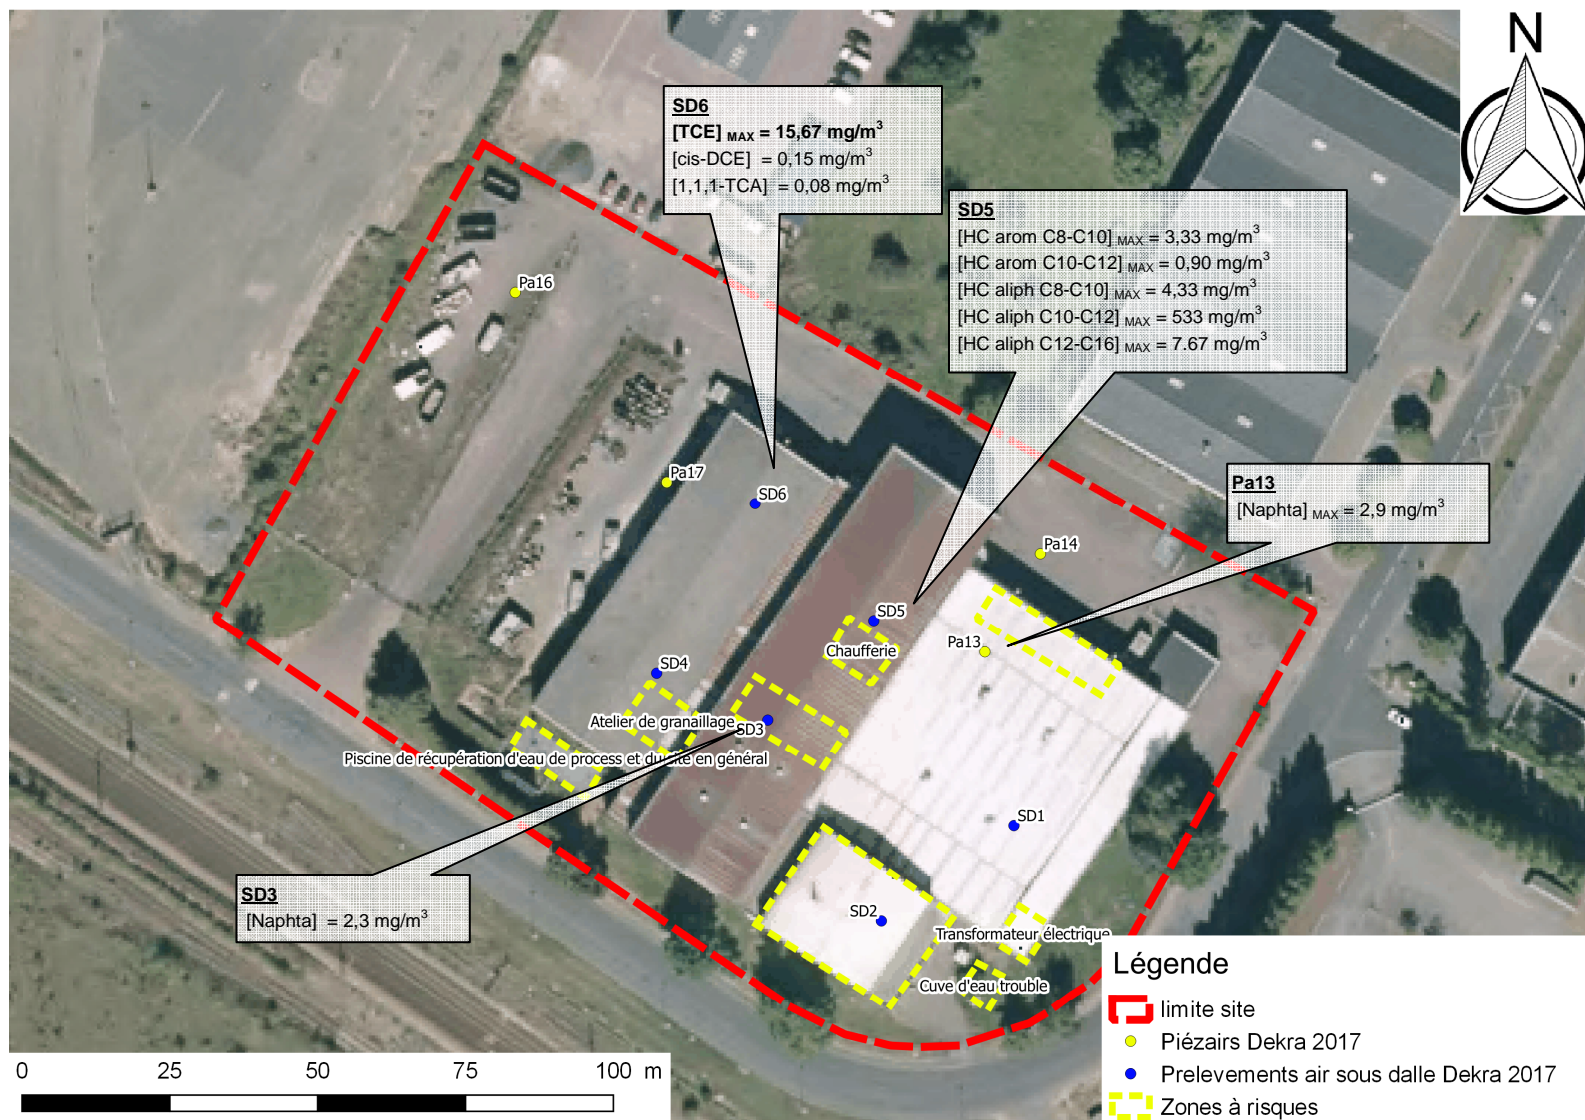 N
SD6
[TCE] MAX = 15,67 mg/m³
[cis-DCE] = 0,15 mg/m³
[1,1,1-TCA] = 0,08 mg/m³
SD5
[HC arom C8-C10] MAX = 3,33 mg/m³
[HC arom C10-C12] MAX = 0,90 mg/m³
[HC aliph C8-C10] MAX = 4,33 mg/m³
[HC aliph C10-C12] MAX = 533 mg/m³
[HC aliph C12-C16] MAX = 7.67 mg/m³
Pa16
Pa17
SD6
Pa13
[Naphta] MAX = 2,9 mg/m³
Pa14
SD5
Chaufferie
Pa13
SD4
Atelier de granaillage
SD3
Piscine de récupération d'eau de process et du site en général
SD1
SD3
[Naphta] = 2,3 mg/m³
SD2
Transformateur électrique
Cuve d'eau trouble
Légende
limite site
Piézairs Dekra 2017
Prelevements air sous dalle Dekra 2017
Zones à risques
0 25 50 75 100 m